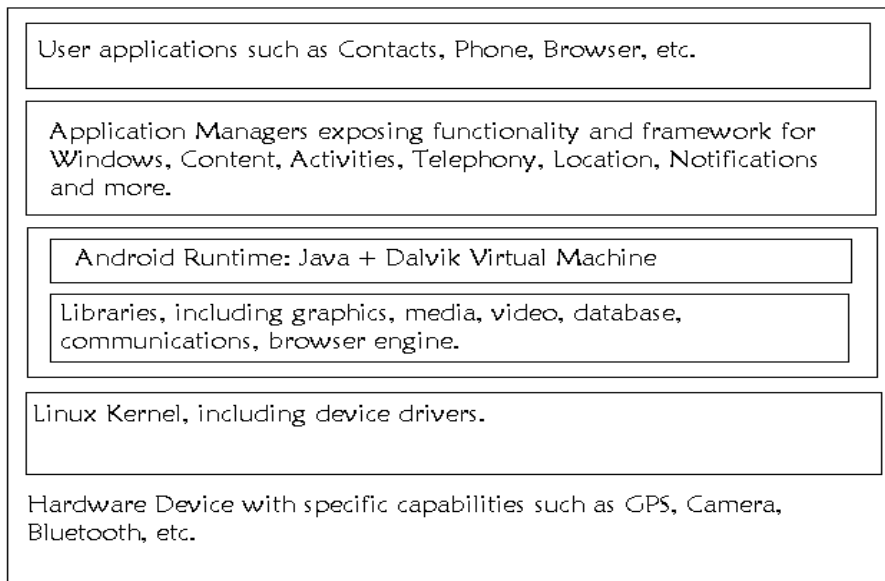 User applications such as Contacts, Phone, Browser, etc.
Application Managers exposing functionality and framework for
Windows, Content, Activities, Telephony, Location, Notifications
and more.
Android Runtime: Java + Dalvik Virtual Machine
Libraries, including graphics, media, video, database,
communications, browser engine.
Linux Kernel, including device drivers.
Hardware Device with specific capabilities such as GPS, Camera,
Bluetooth, etc.